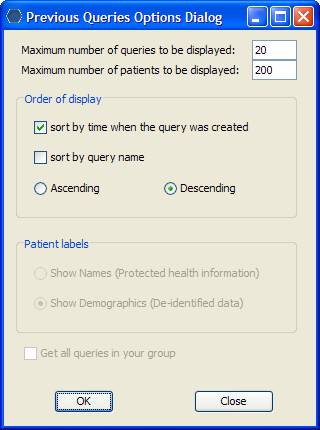 Previous Queries Options Dialog
Maximum number of queries to be displayed: 20
Maximum number of patients to be displayed: 200
Order of display
sort by time when the query was created
sort by query name
Ascending Descending
Patient labels
Show Names (Protected health information)
Show Demographics (De-identified data)
Get all queries in your group
OK Close